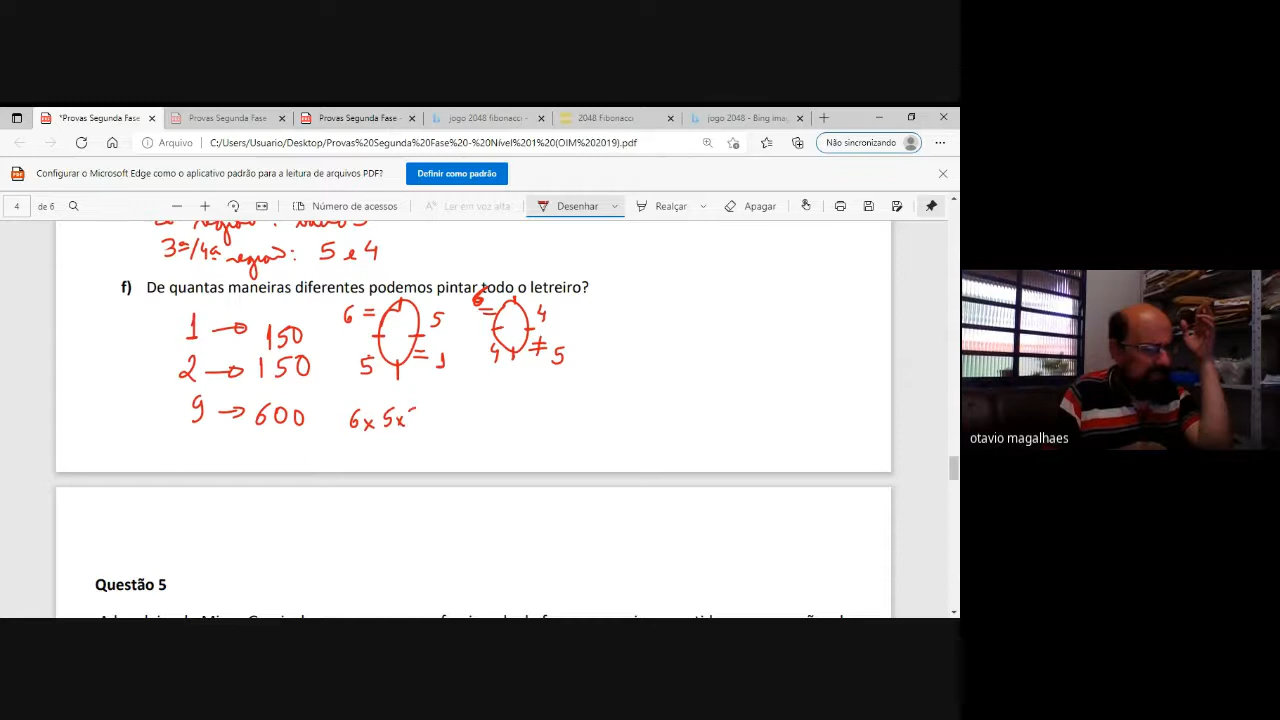 *Provas Segunda Fase
Provas Segunda Fase
Provas Segunda Fase -
jogo 2048 fibonacci -
2048 Fibonacci
jogo 2048 - Bing ima
Arquivo
C:/Users/Usuario/Desktop/Provas%20Segunda%20Fase%20-%20Nível%201%20(OIM%202019).pdf
Não sincronizando
Configurar o Microsoft Edge como o aplicativo padrão para a leitura de arquivos PDF?
Definir como padrão
4 de 6
Número de acessos
Ler em voz alta
Desenhar
Realçar
Apagar
3ª/4ª região: 5 e 4
f) De quantas maneiras diferentes podemos pintar todo o letreiro?
6 = 5
6 = 4
1 → 150
5 = 1
4 ≠ 5
2 → 150
9 → 600
6 x 5 x
otavio magalhaes
Questão 5